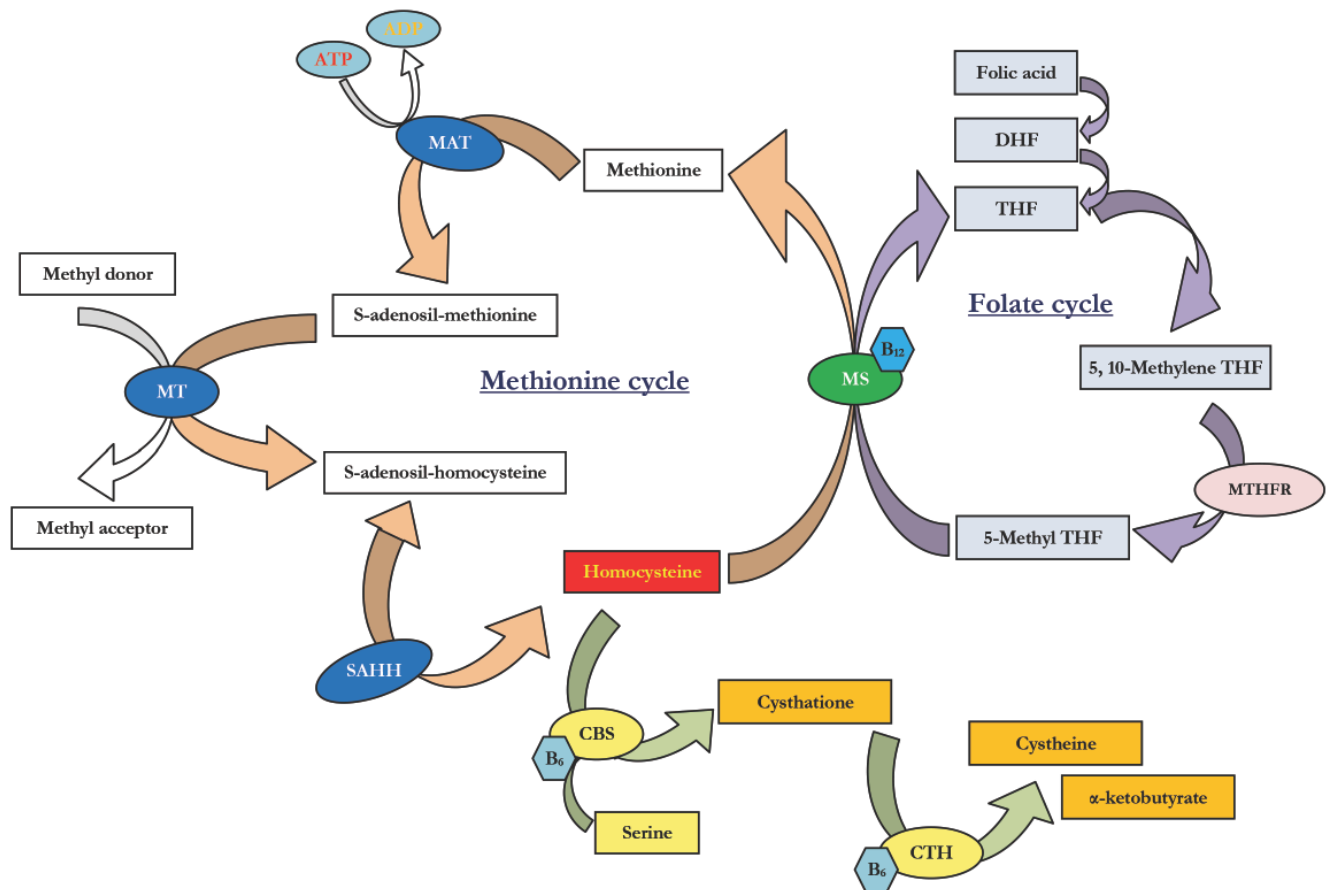 ATP
ADP
MAT
Methionine
Folic acid
DHF
THF
Methyl donor
S-adenosil-methionine
Folate cycle
MT
Methionine cycle
B₁₂
MS
5, 10-Methylene THF
S-adenosil-homocysteine
MTHFR
Methyl acceptor
5-Methyl THF
Homocysteine
SAHH
Cysthatione
CBS
B₆
Cystheine
α-ketobutyrate
Serine
CTH
B₆